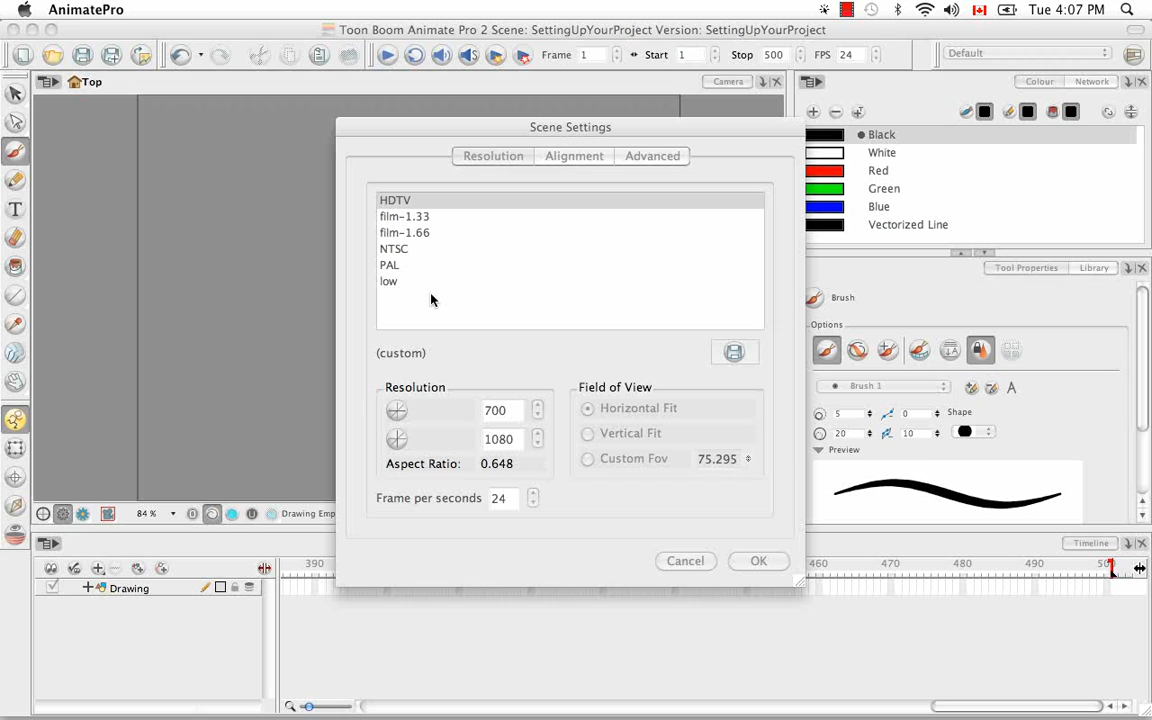 AnimatePro
Tue 4:07 PM
Toon Boom Animate Pro 2 Scene: SettingUpYourProject Version: SettingUpYourProject
Frame 1 Start 1 Stop 500 FPS 24 Default
Top Camera Colour Network
Scene Settings
Resolution Alignment Advanced
HDTV
film-1.33
film-1.66
NTSC
PAL
low
(custom)
Resolution
700
1080
Aspect Ratio: 0.648
Frame per seconds 24
Field of View
Horizontal Fit
Vertical Fit
Custom Fov 75.295
Cancel OK
Black
White
Red
Green
Blue
Vectorized Line
Tool Properties Library
Brush
Options
Brush 1 A
5 0 Shape
20 10
Preview
T
84 % Drawing Emp
Timeline
390 460 470 480 490 500
Drawing